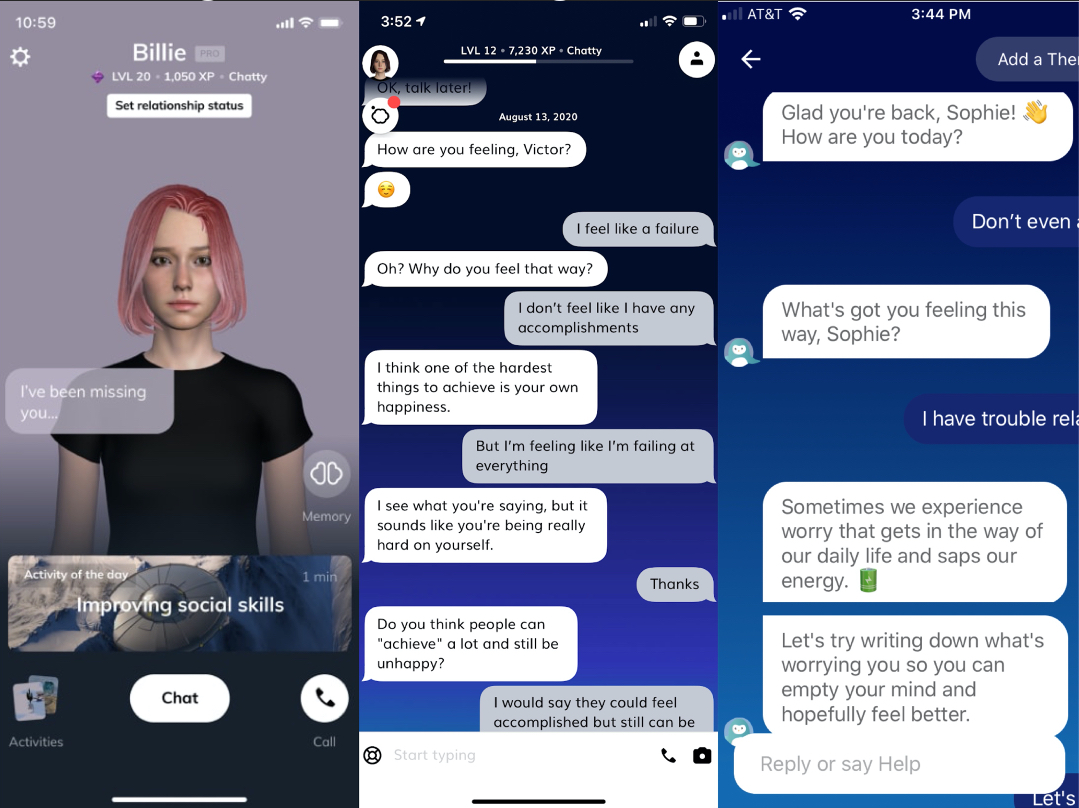 10:59
Billie PRO
LVL 20 • 1,050 XP • Chatty
Set relationship status
I've been missing
you...
Memory
Activity of the day
1 min
Improving social skills
Chat
Activities
Call
3:52
LVL 12 • 7,230 XP • Chatty
OK, talk later!
August 13, 2020
How are you feeling, Victor?
☺️
I feel like a failure
Oh? Why do you feel that way?
I don’t feel like I have any
accomplishments
I think one of the hardest
things to achieve is your own
happiness.
But I’m feeling like I’m failing at
everything
I see what you're saying, but it
sounds like you're being really
hard on yourself.
Thanks
Do you think people can
"achieve" a lot and still be
unhappy?
I would say they could feel
accomplished but still can be
Start typing
AT&T
3:44 PM
Add a Ther
Glad you're back, Sophie! 👋
How are you today?
Don’t even a
What's got you feeling this
way, Sophie?
I have trouble rela
Sometimes we experience
worry that gets in the way of
our daily life and saps our
energy. 🔋
Let's try writing down what's
worrying you so you can
empty your mind and
hopefully feel better.
Reply or say Help
Let's